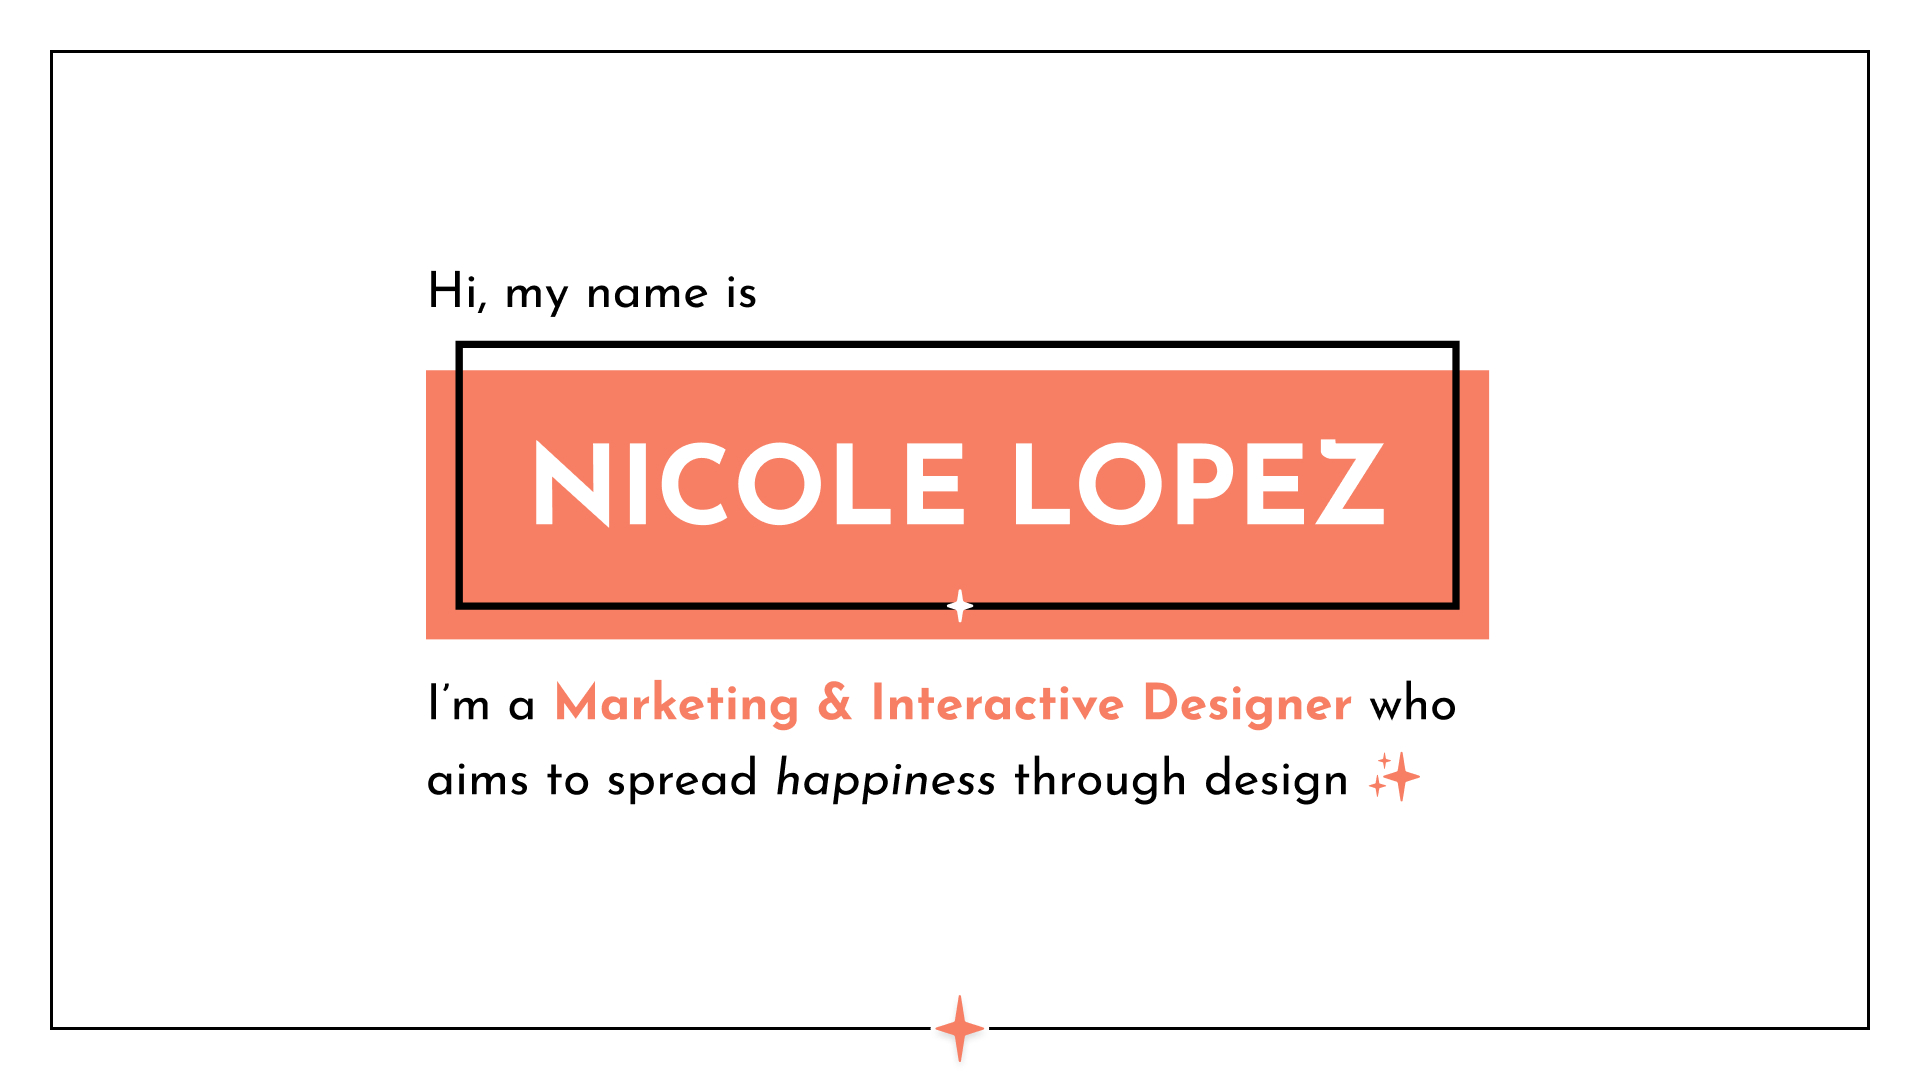 Hi, my name is
NICOLE LOPEZ
I’m a Marketing & Interactive Designer who
aims to spread happiness through design ✨